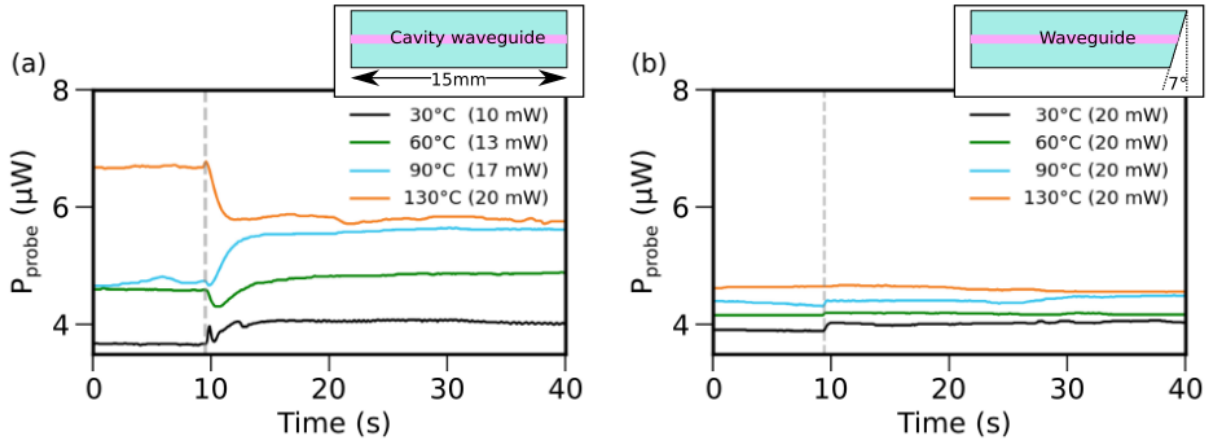 (a)
Cavity waveguide
15mm
8
6
4
P_probe (μW)
30°C (10 mW)
60°C (13 mW)
90°C (17 mW)
130°C (20 mW)
0 10 20 30 40
Time (s)
(b)
Waveguide
7°
8
6
4
P_probe (μW)
30°C (20 mW)
60°C (20 mW)
90°C (20 mW)
130°C (20 mW)
0 10 20 30 40
Time (s)